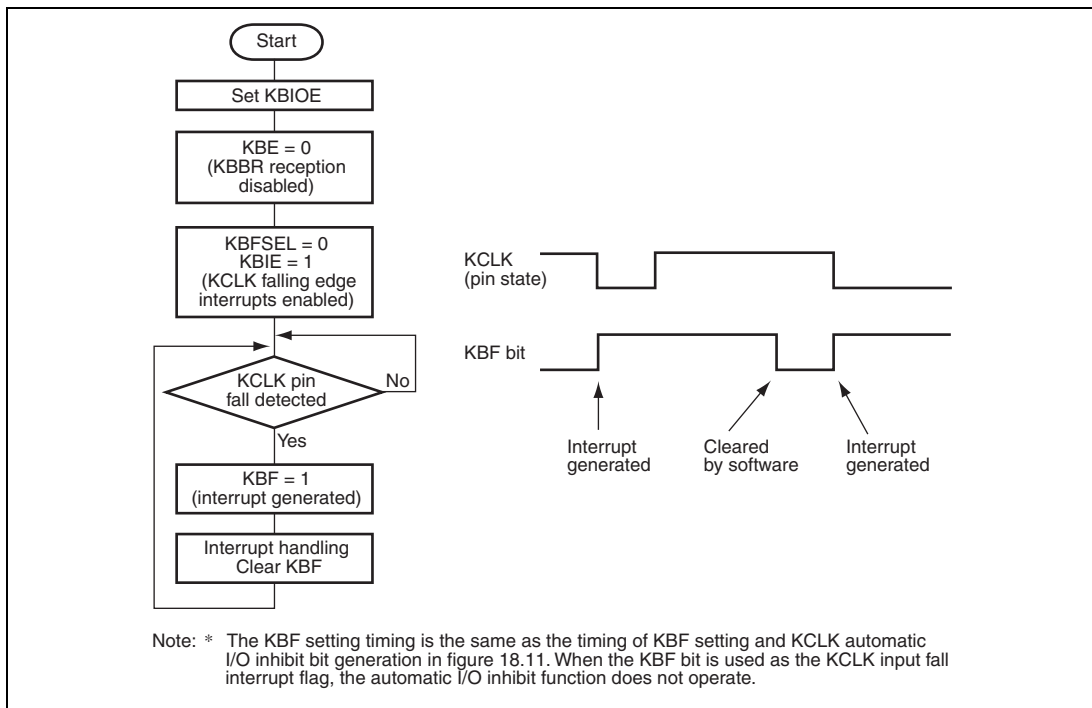 Start
Set KBIOE
KBE = 0
(KBBR reception
disabled)
KBFSEL = 0
KBIE = 1
(KCLK falling edge
interrupts enabled)
KCLK pin
fall detected
No
Yes
KBF = 1
(interrupt generated)
Interrupt handling
Clear KBF
KCLK
(pin state)
KBF bit
Interrupt
generated
Cleared
by software
Interrupt
generated
Note: * The KBF setting timing is the same as the timing of KBF setting and KCLK automatic
I/O inhibit bit generation in figure 18.11. When the KBF bit is used as the KCLK input fall
interrupt flag, the automatic I/O inhibit function does not operate.